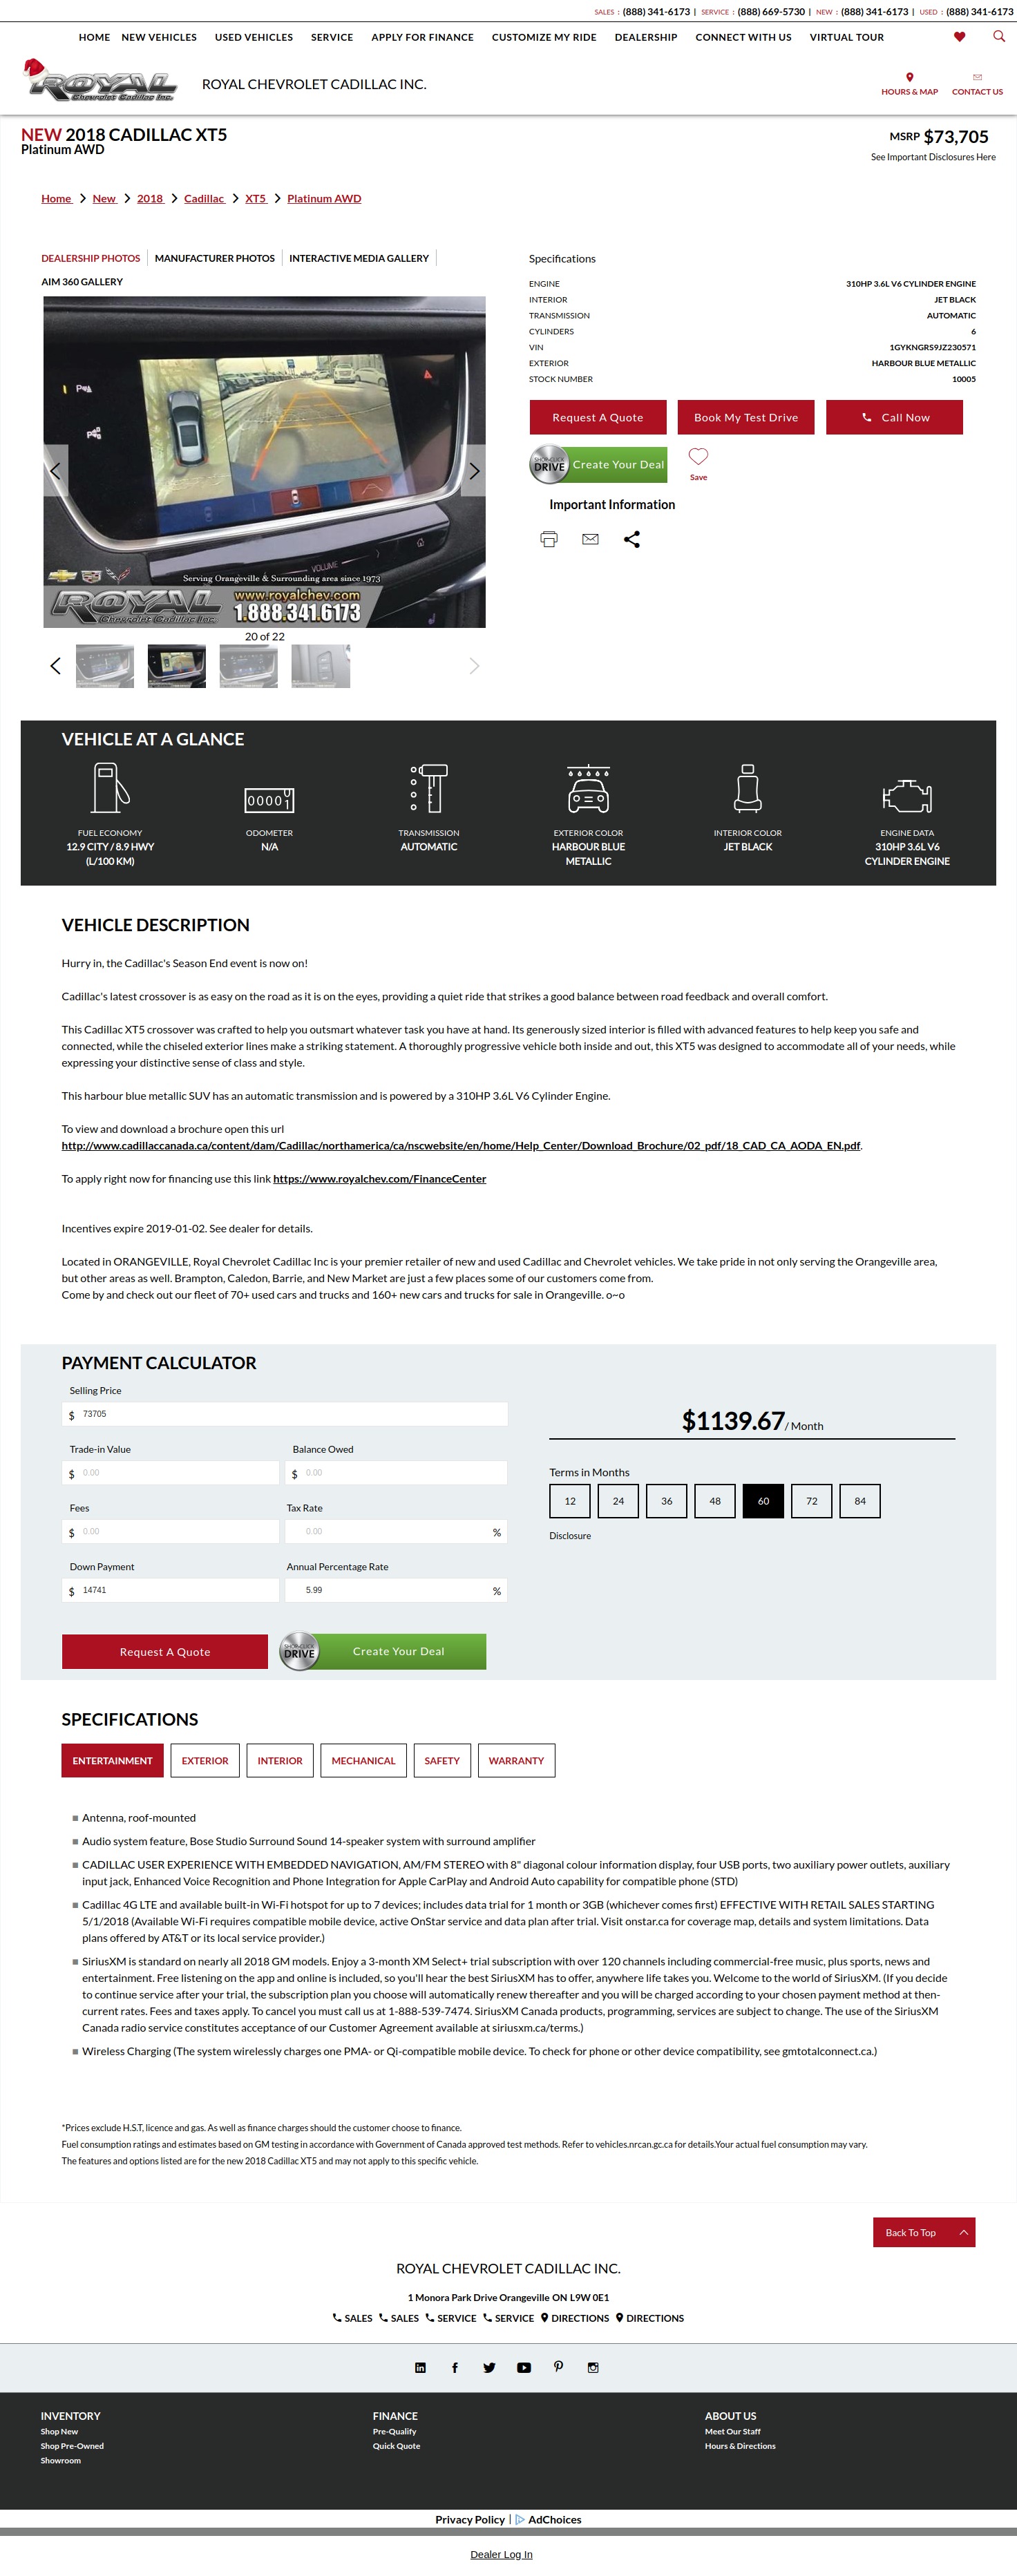 SALES : (888) 341-6173 | SERVICE : (888) 669-5730 | NEW : (888) 341-6173 | USED : (888) 341-6173
HOME NEW VEHICLES USED VEHICLES SERVICE APPLY FOR FINANCE CUSTOMIZE MY RIDE DEALERSHIP CONNECT WITH US VIRTUAL TOUR
ROYAL
Chevrolet Cadillac Inc.
ROYAL CHEVROLET CADILLAC INC.
HOURS & MAP CONTACT US
NEW 2018 CADILLAC XT5
Platinum AWD
MSRP $73,705
See Important Disclosures Here
Home New 2018 Cadillac XT5 Platinum AWD
DEALERSHIP PHOTOS MANUFACTURER PHOTOS INTERACTIVE MEDIA GALLERY
AIM 360 GALLERY
VOLUME
Serving Orangeville & Surrounding area since 1973
ROYAL
Chevrolet Cadillac Inc.
www.royalchev.com
1.888.341.6173
20 of 22
Specifications
ENGINE 310HP 3.6L V6 CYLINDER ENGINE
INTERIOR JET BLACK
TRANSMISSION AUTOMATIC
CYLINDERS 6
VIN 1GYKNGRS9JZ230571
EXTERIOR HARBOUR BLUE METALLIC
STOCK NUMBER 10005
Request A Quote Book My Test Drive Call Now
SHOP·CLICK
DRIVE Create Your Deal
Save
Important Information
VEHICLE AT A GLANCE
00001
FUEL ECONOMY
12.9 CITY / 8.9 HWY
(L/100 KM)
ODOMETER
N/A
TRANSMISSION
AUTOMATIC
EXTERIOR COLOR
HARBOUR BLUE
METALLIC
INTERIOR COLOR
JET BLACK
ENGINE DATA
310HP 3.6L V6
CYLINDER ENGINE
VEHICLE DESCRIPTION
Hurry in, the Cadillac's Season End event is now on!
Cadillac's latest crossover is as easy on the road as it is on the eyes, providing a quiet ride that strikes a good balance between road feedback and overall comfort.
This Cadillac XT5 crossover was crafted to help you outsmart whatever task you have at hand. Its generously sized interior is filled with advanced features to help keep you safe and
connected, while the chiseled exterior lines make a striking statement. A thoroughly progressive vehicle both inside and out, this XT5 was designed to accommodate all of your needs, while
expressing your distinctive sense of class and style.
This harbour blue metallic SUV has an automatic transmission and is powered by a 310HP 3.6L V6 Cylinder Engine.
To view and download a brochure open this url
http://www.cadillaccanada.ca/content/dam/Cadillac/northamerica/ca/nscwebsite/en/home/Help_Center/Download_Brochure/02_pdf/18_CAD_CA_AODA_EN.pdf.
To apply right now for financing use this link https://www.royalchev.com/FinanceCenter
Incentives expire 2019-01-02. See dealer for details.
Located in ORANGEVILLE, Royal Chevrolet Cadillac Inc is your premier retailer of new and used Cadillac and Chevrolet vehicles. We take pride in not only serving the Orangeville area,
but other areas as well. Brampton, Caledon, Barrie, and New Market are just a few places some of our customers come from.
Come by and check out our fleet of 70+ used cars and trucks and 160+ new cars and trucks for sale in Orangeville. o~o
PAYMENT CALCULATOR
Selling Price
$ 73705
Trade-in Value Balance Owed
$ 0.00 $ 0.00
Fees Tax Rate
$ 0.00 0.00 %
Down Payment Annual Percentage Rate
$ 14741 5.99 %
$1139.67/ Month
Terms in Months
12 24 36 48 60 72 84
Disclosure
Request A Quote
SHOP·CLICK
DRIVE Create Your Deal
SPECIFICATIONS
ENTERTAINMENT EXTERIOR INTERIOR MECHANICAL SAFETY WARRANTY
Antenna, roof-mounted
Audio system feature, Bose Studio Surround Sound 14-speaker system with surround amplifier
CADILLAC USER EXPERIENCE WITH EMBEDDED NAVIGATION, AM/FM STEREO with 8" diagonal colour information display, four USB ports, two auxiliary power outlets, auxiliary
input jack, Enhanced Voice Recognition and Phone Integration for Apple CarPlay and Android Auto capability for compatible phone (STD)
Cadillac 4G LTE and available built-in Wi-Fi hotspot for up to 7 devices; includes data trial for 1 month or 3GB (whichever comes first) EFFECTIVE WITH RETAIL SALES STARTING
5/1/2018 (Available Wi-Fi requires compatible mobile device, active OnStar service and data plan after trial. Visit onstar.ca for coverage map, details and system limitations. Data
plans offered by AT&T or its local service provider.)
SiriusXM is standard on nearly all 2018 GM models. Enjoy a 3-month XM Select+ trial subscription with over 120 channels including commercial-free music, plus sports, news and
entertainment. Free listening on the app and online is included, so you'll hear the best SiriusXM has to offer, anywhere life takes you. Welcome to the world of SiriusXM. (If you decide
to continue service after your trial, the subscription plan you choose will automatically renew thereafter and you will be charged according to your chosen payment method at then-
current rates. Fees and taxes apply. To cancel you must call us at 1-888-539-7474. SiriusXM Canada products, programming, services are subject to change. The use of the SiriusXM
Canada radio service constitutes acceptance of our Customer Agreement available at siriusxm.ca/terms.)
Wireless Charging (The system wirelessly charges one PMA- or Qi-compatible mobile device. To check for phone or other device compatibility, see gmtotalconnect.ca.)
*Prices exclude H.S.T, licence and gas. As well as finance charges should the customer choose to finance.
Fuel consumption ratings and estimates based on GM testing in accordance with Government of Canada approved test methods. Refer to vehicles.nrcan.gc.ca for details.Your actual fuel consumption may vary.
The features and options listed are for the new 2018 Cadillac XT5 and may not apply to this specific vehicle.
Back To Top
ROYAL CHEVROLET CADILLAC INC.
1 Monora Park Drive Orangeville ON L9W 0E1
SALES SALES SERVICE SERVICE DIRECTIONS DIRECTIONS
INVENTORY
Shop New
Shop Pre-Owned
Showroom
FINANCE
Pre-Qualify
Quick Quote
ABOUT US
Meet Our Staff
Hours & Directions
Privacy Policy | AdChoices
Dealer Log In